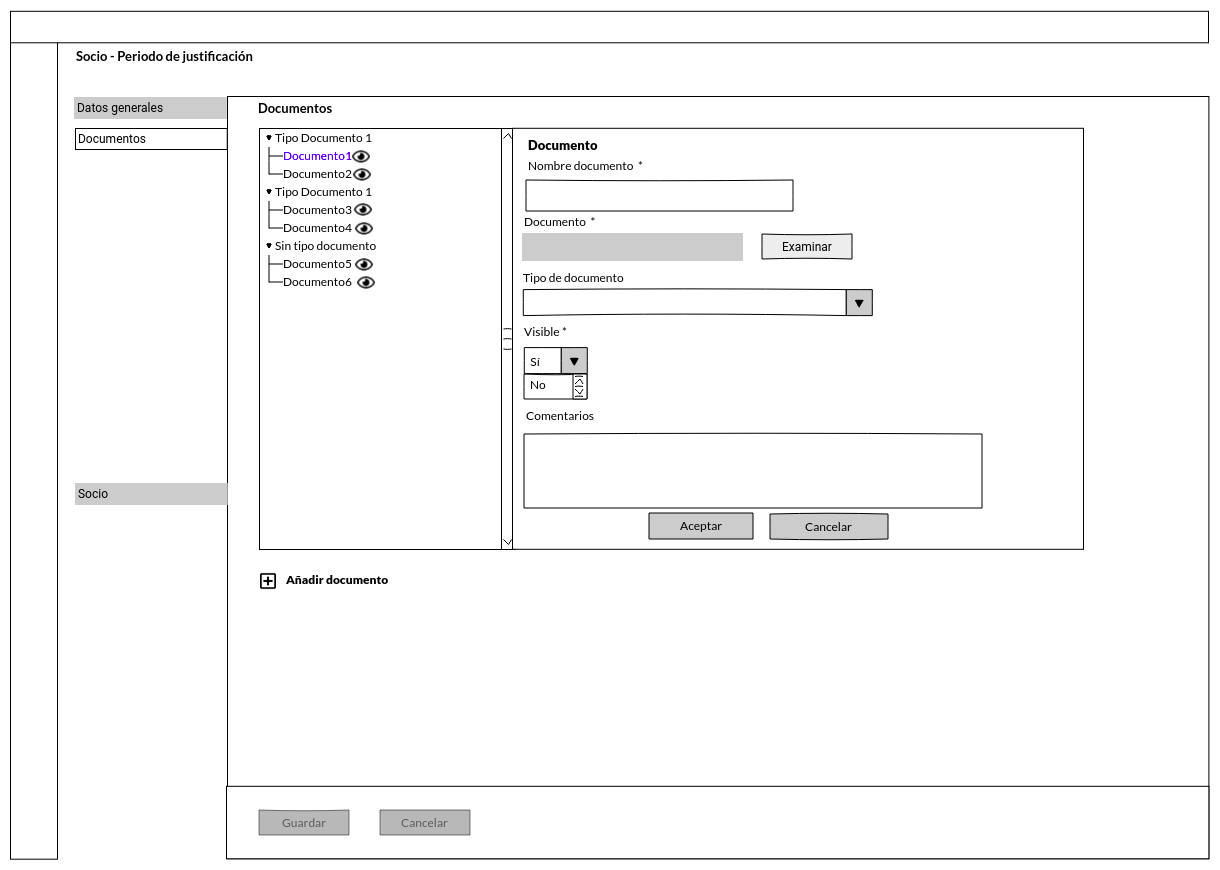 Socio - Periodo de justificación
Datos generales
Documentos
Socio
Documentos
Tipo Documento 1
Documento1
Documento2
Tipo Documento 1
Documento3
Documento4
Sin tipo documento
Documento5
Documento6
Documento
Nombre documento *
Documento *
Examinar
Tipo de documento
Visible *
Sí
No
Comentarios
Aceptar Cancelar
Añadir documento
Guardar Cancelar